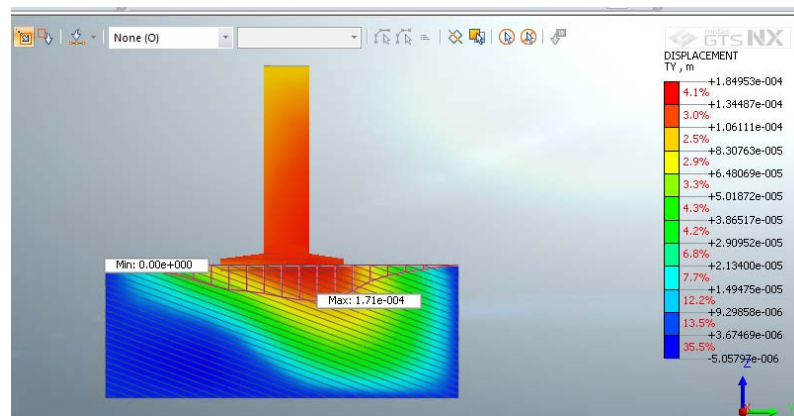 None (O)
midas
GTS NX
DISPLACEMENT
TY , m
+1.84953e-004
4.1%
+1.34487e-004
3.0%
+1.06111e-004
2.5%
+8.30763e-005
2.9%
+6.48069e-005
3.3%
+5.01872e-005
4.3%
+3.86517e-005
4.2%
+2.90952e-005
6.8%
+2.13400e-005
7.7%
+1.49475e-005
12.2%
+9.29858e-006
13.5%
+3.67469e-006
35.5%
-5.05797e-006
Min: 0.00e+000
Max: 1.71e-004
Z
X